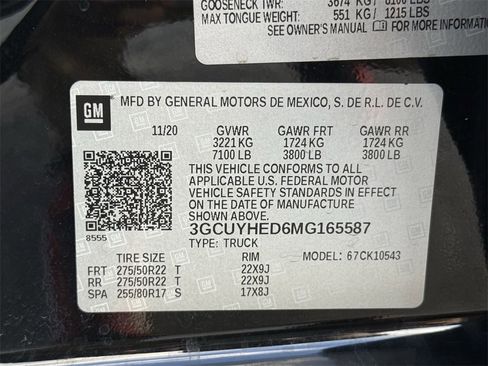 GOOSENECK TWR: 3674 KG / 8100 LBS
MAX TONGUE WEIGHT: 551 KG / 1215 LBS
SEE OWNER'S MANUAL FOR MORE INFORMATION
GM
MFD BY GENERAL MOTORS DE MEXICO, S. DE R.L. DE C.V.
11/20 GVWR GAWR FRT GAWR RR
3221 KG 1724 KG 1724 KG
7100 LB 3800 LB 3800 LB
THIS VEHICLE CONFORMS TO ALL
APPLICABLE U.S. FEDERAL MOTOR
VEHICLE SAFETY STANDARDS IN EFFECT
ON THE DATE OF MANUFACTURE
SHOWN ABOVE.
3GCUYHED6MG165587
8555 TYPE: TRUCK
TIRE SIZE RIM MODEL: 67CK10543
FRT 275/50R22 T 22X9J
RR 275/50R22 T 22X9J
SPA 255/80R17 S 17X8J